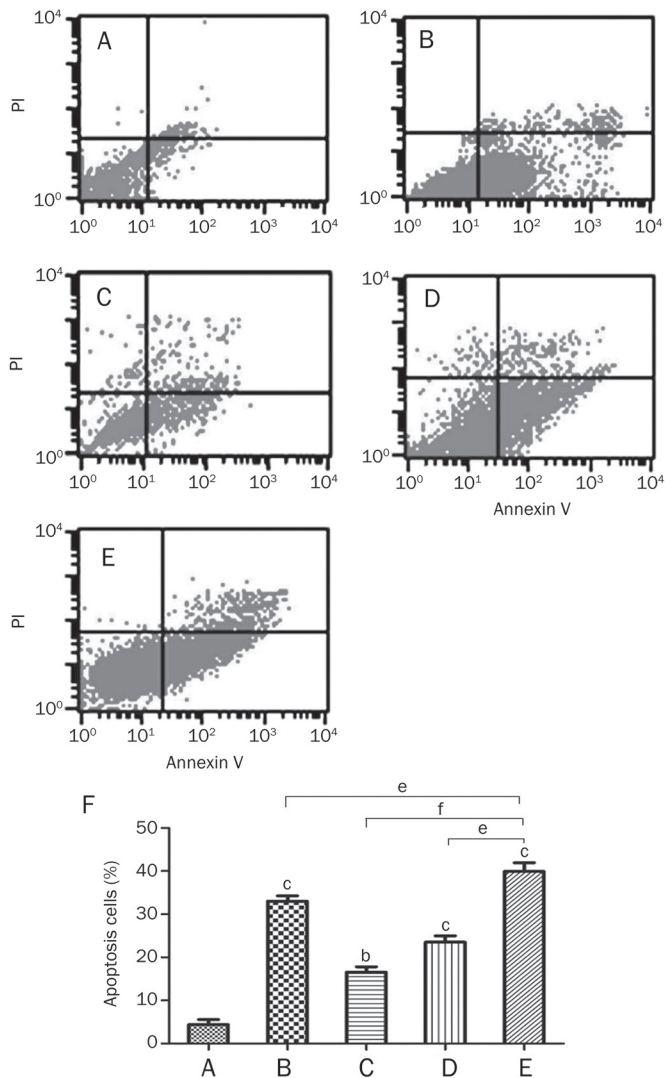 10⁴
A
PI
10⁰
10⁰ 10¹ 10² 10³ 10⁴
10⁴
B
10⁰
10⁰ 10¹ 10² 10³ 10⁴
10⁴
C
PI
10⁰
10⁰ 10¹ 10² 10³ 10⁴
10⁴
D
10⁰
10⁰ 10¹ 10² 10³ 10⁴
Annexin V
10⁴
E
PI
10⁰
10⁰ 10¹ 10² 10³ 10⁴
Annexin V
F
e
f
e
50
40
30
20
10
0
Apoptosis cells (%)
c
b
c
c
A B C D E